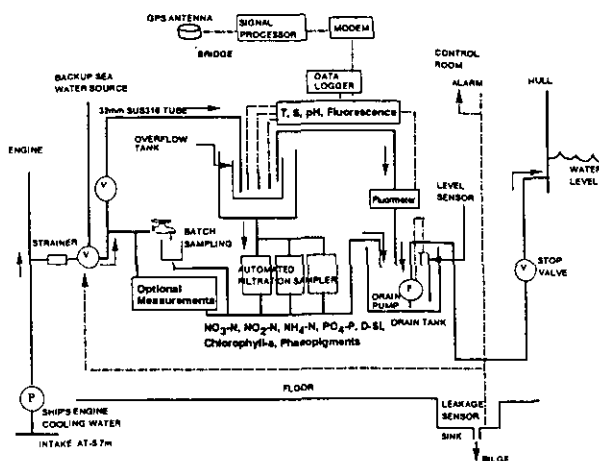 GPS ANTENNA
SIGNAL
PROCESSOR
MODEM
BRIDGE
DATA
LOGGER
CONTROL
ROOM
ALARM
HULL
BACKUP SEA
WATER SOURCE
32mm SUS316 TUBE
T, S, pH, Fluorescence
OVERFLOW
TANK
ENGINE
WATER
LEVEL
LEVEL
SENSOR
Fluormeter
V
STRAINER
V
BATCH
SAMPLING
AUTOMATED
FILTRATION SAMPLER
Optional
Measurements
P
DRAIN
PUMP
DRAIN TANK
V
STOP
VALVE
NO3-N, NO2-N, NH4-N, PO4-P, D-Si,
Chlorophyll-a, Phaeopigments
FLOOR
P
SHIP'S ENGINE
COOLING WATER
LEAKAGE
SENSOR
SINK
INTAKE AT-5.7m
BILGE